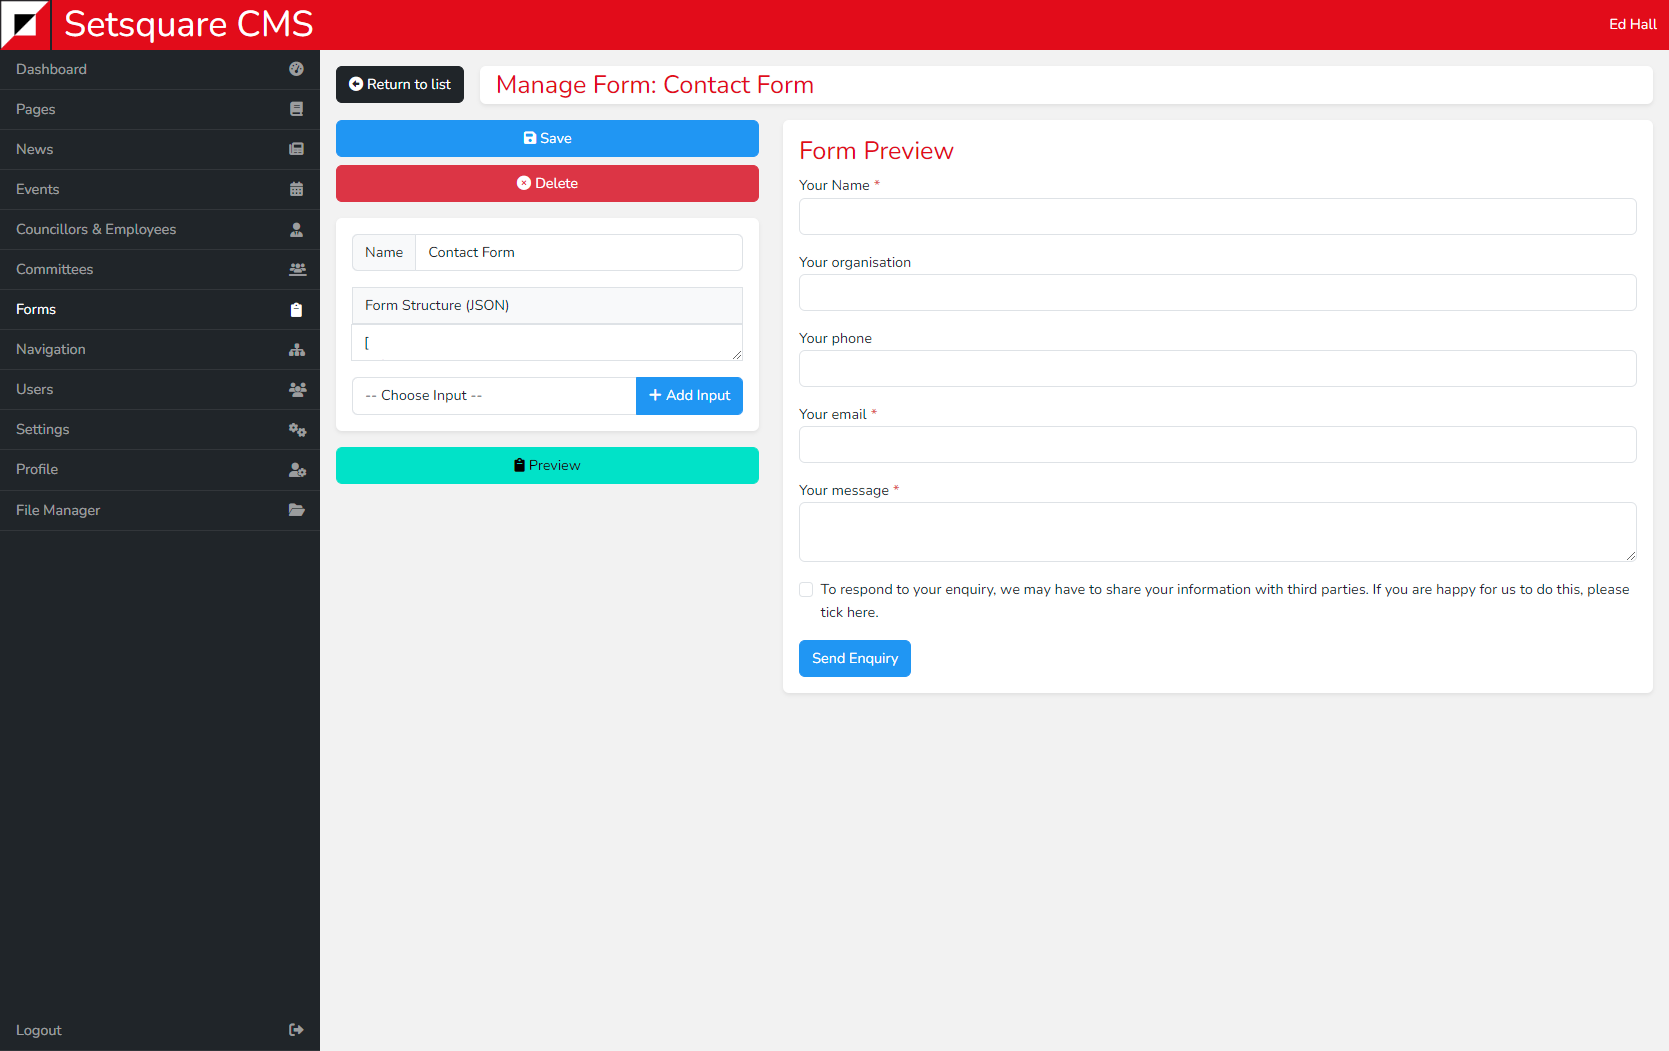 Setsquare CMS
Ed Hall
Dashboard
Pages
News
Events
Councillors & Employees
Committees
Forms
Navigation
Users
Settings
Profile
File Manager
Logout
Return to list
Manage Form: Contact Form
Save
Delete
Name
Contact Form
Form Structure (JSON)
[
-- Choose Input --
Add Input
Preview
Form Preview
Your Name *
Your organisation
Your phone
Your email *
Your message *
To respond to your enquiry, we may have to share your information with third parties. If you are happy for us to do this, please
tick here.
Send Enquiry